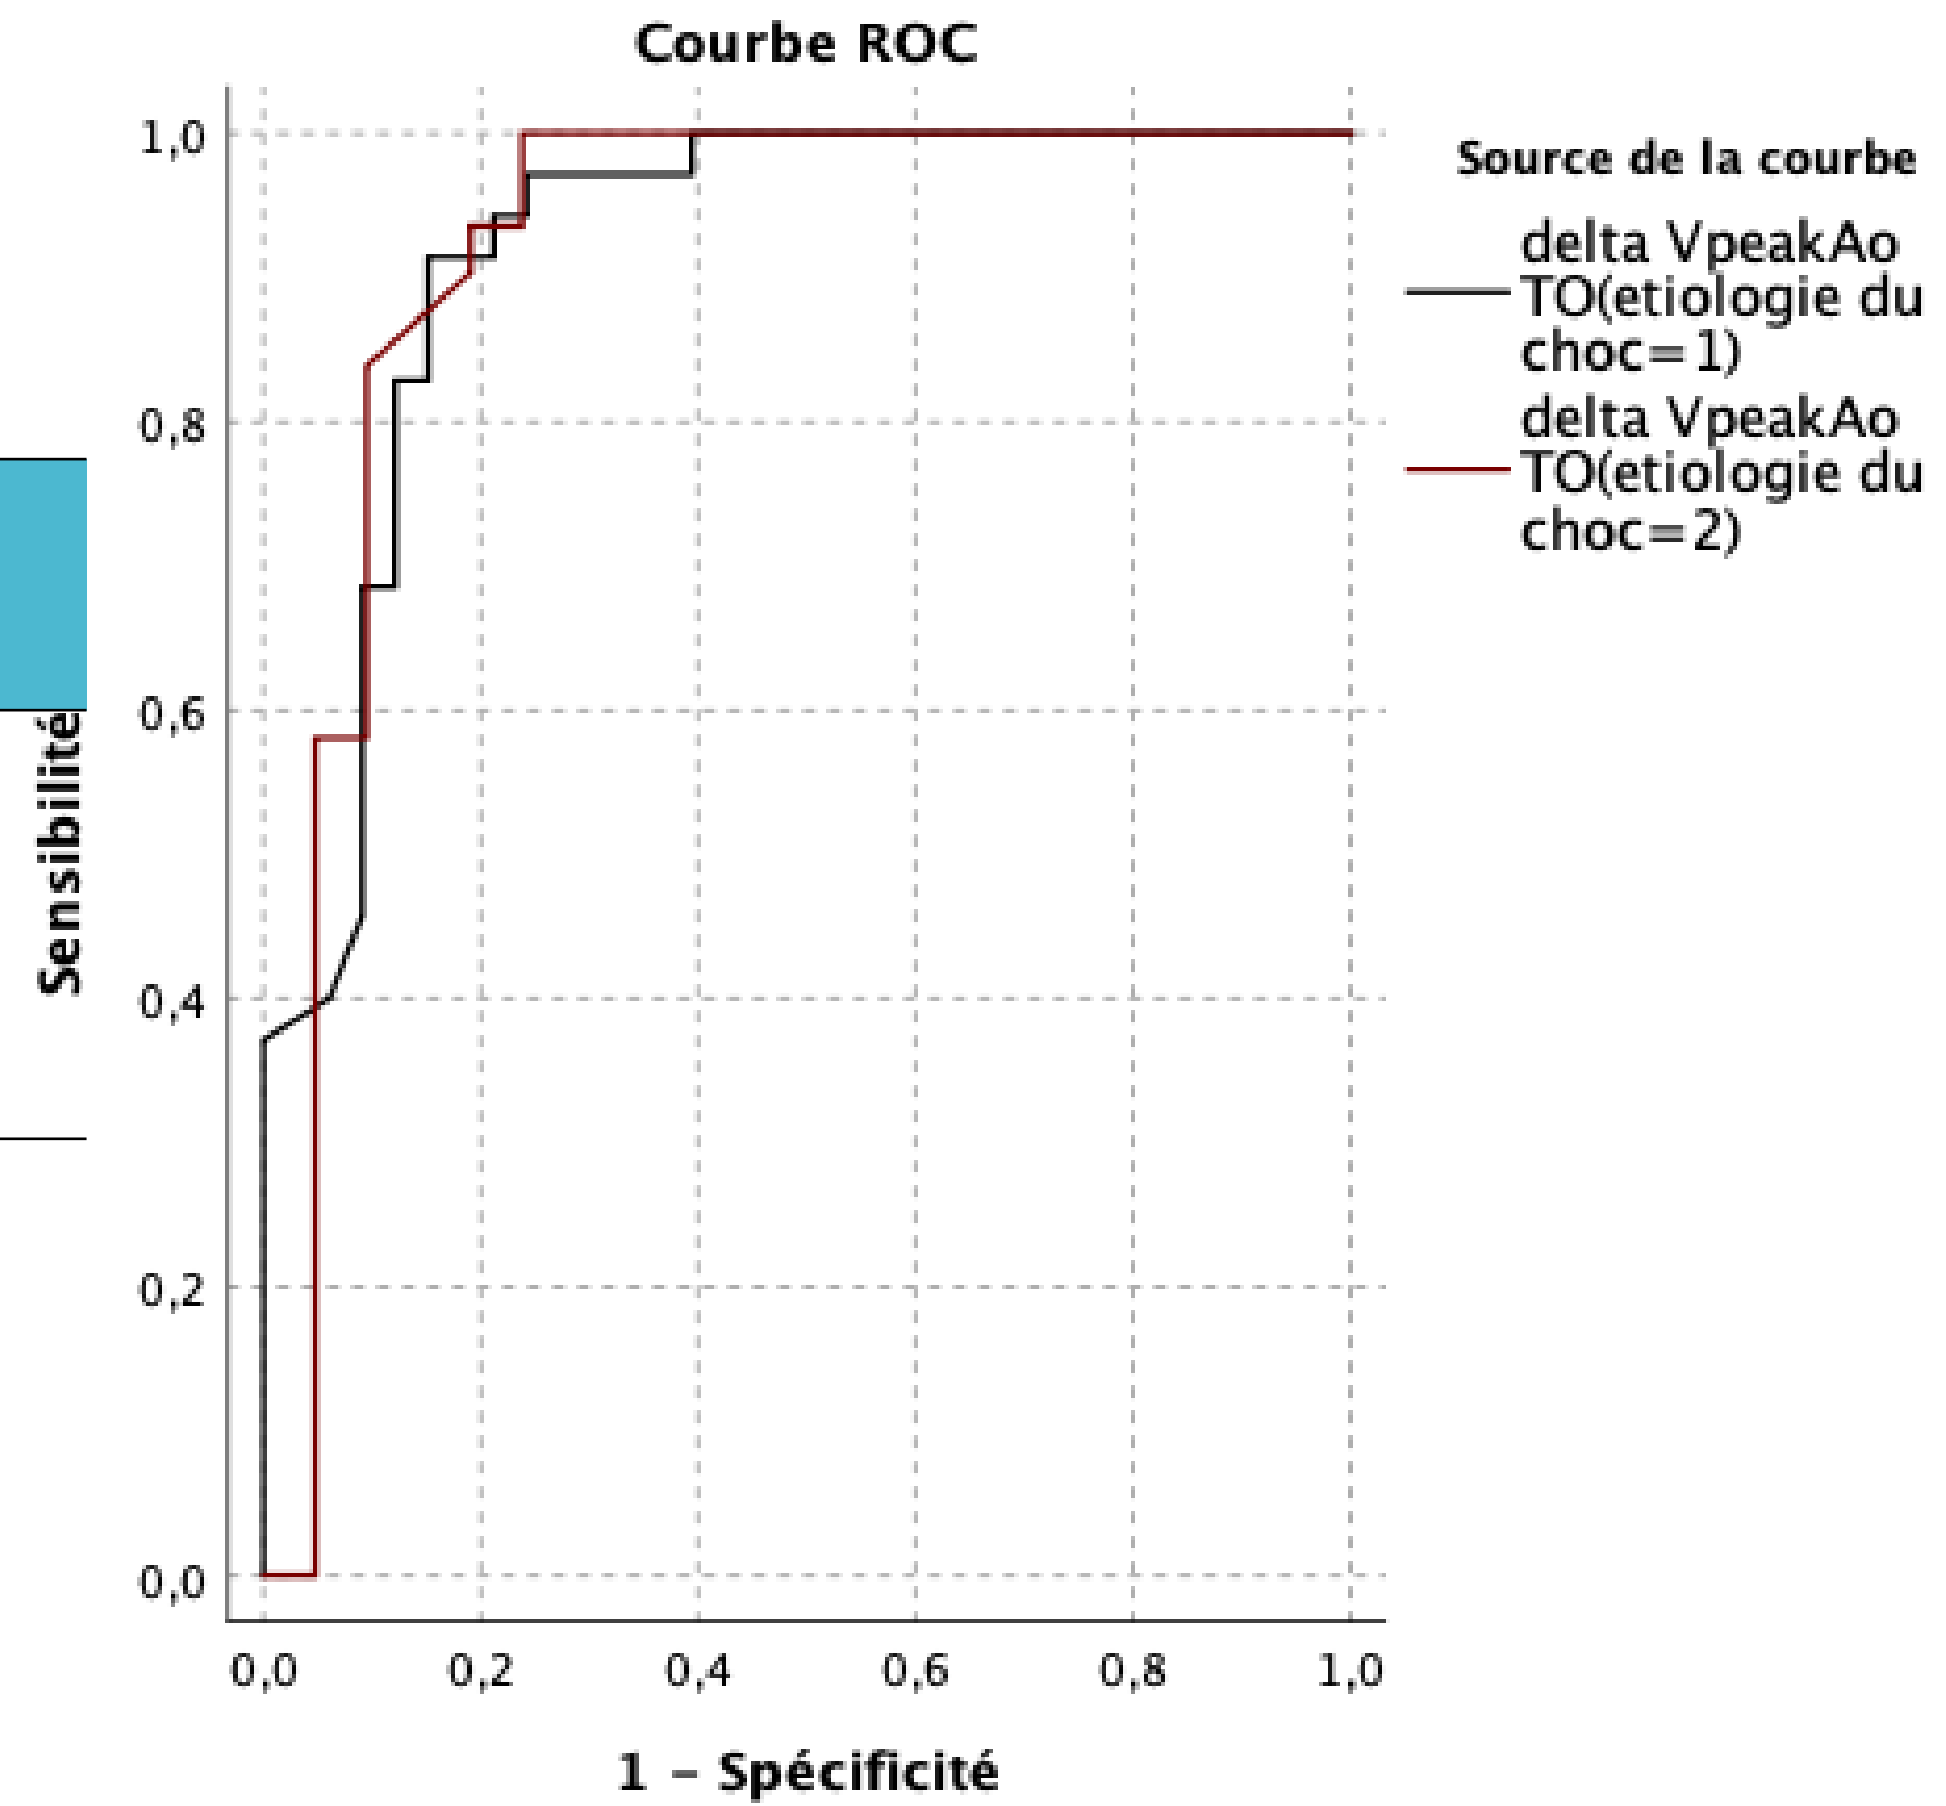 Courbe ROC
1,0
0,8
0,6
0,4
0,2
0,0
Sensibilité
0,0 0,2 0,4 0,6 0,8 1,0
1 - Spécificité
Source de la courbe
delta VpeakAo
TO(etiologie du
choc=1)
delta VpeakAo
TO(etiologie du
choc=2)